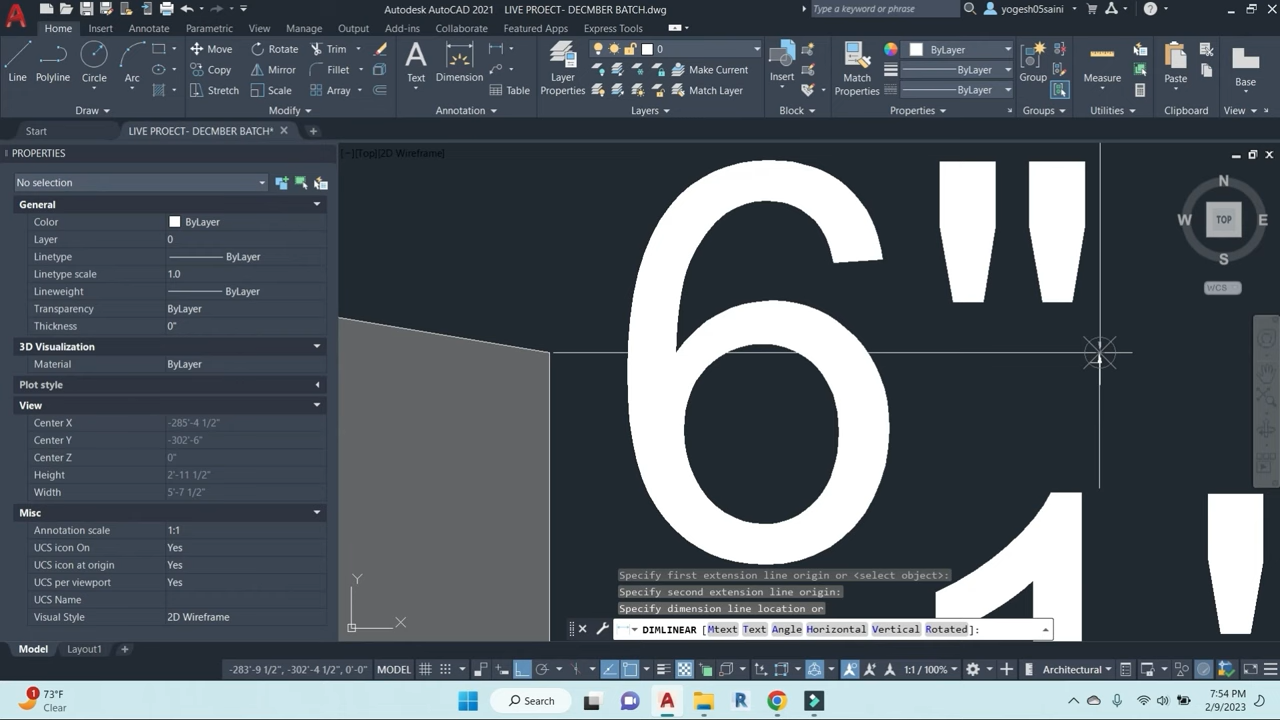 Autodesk AutoCAD 2021 LIVE PROECT- DECMBER BATCH.dwg
Type a keyword or phrase
yogesh05saini
Home Insert Annotate Parametric View Manage Output Add-ins Collaborate Featured Apps Express Tools
Line Polyline Circle Arc
Move Rotate Trim
Copy Mirror Fillet
Stretch Scale Array
Text Dimension Table
Layer Properties
0
Make Current
Match Layer
Insert
Match Properties
ByLayer
ByLayer
ByLayer
Group Measure Paste Base
Draw Modify Annotation Layers Block Properties Groups Utilities Clipboard View
Start LIVE PROECT- DECMBER BATCH*
PROPERTIES
[−][Top][2D Wireframe]
No selection
General
Color ByLayer
Layer 0
Linetype ByLayer
Linetype scale 1.0
Lineweight ByLayer
Transparency ByLayer
Thickness 0"
3D Visualization
Material ByLayer
Plot style
View
Center X -285'-4 1/2"
Center Y -302'-6"
Center Z 0"
Height 2'-11 1/2"
Width 5'-7 1/2"
Misc
Annotation scale 1:1
UCS icon On Yes
UCS icon at origin Yes
UCS per viewport Yes
UCS Name
Visual Style 2D Wireframe
6"
1'
N
W TOP E
S
WCS
Y
X
Specify first extension line origin or <select object>:
Specify second extension line origin:
Specify dimension line location or
DIMLINEAR [Mtext Text Angle Horizontal Vertical Rotated]:
Model Layout1
-283'-9 1/2", -302'-4 1/2", 0'-0" MODEL 1:1 / 100% Architectural
1
73°F
Clear
Search
7:54 PM
2/9/2023